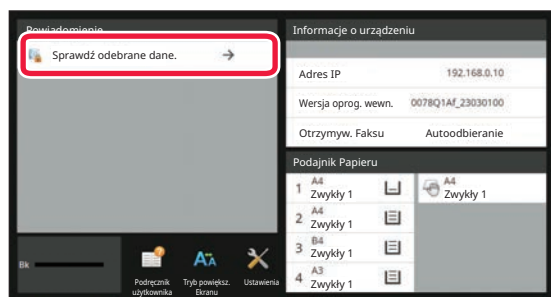 Powiadomienie
Sprawdź odebrane dane.
Informacje o urządzeniu
Adres IP 192.168.0.10
Wersja oprog. wewn. 0078Q1Af_23030100
Otrzymyw. Faksu Autoodbieranie
Podajnik Papieru
1 A4
Zwykły 1
A4
Zwykły 1
2 A4
Zwykły 1
3 B4
Zwykły 1
4 A3
Zwykły 1
Bk
Podręcznik
użytkownika
Tryb powiększ.
Ekranu
Ustawienia